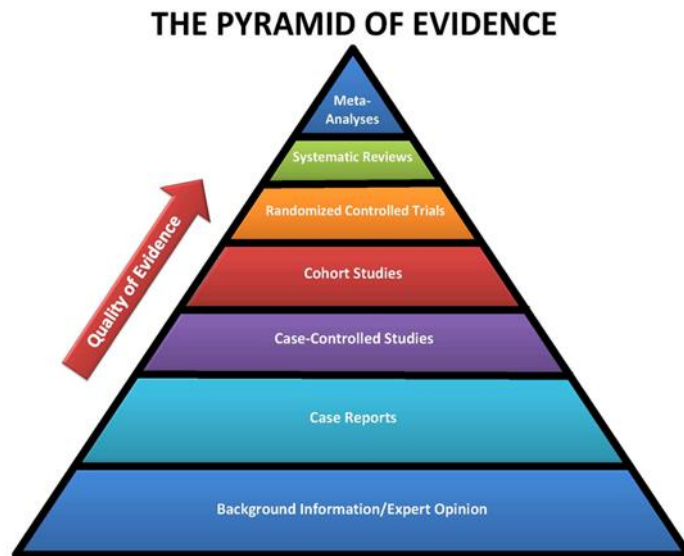 THE PYRAMID OF EVIDENCE
Meta-
Analyses
Systematic Reviews
Randomized Controlled Trials
Quality of Evidence
Cohort Studies
Case-Controlled Studies
Case Reports
Background Information/Expert Opinion